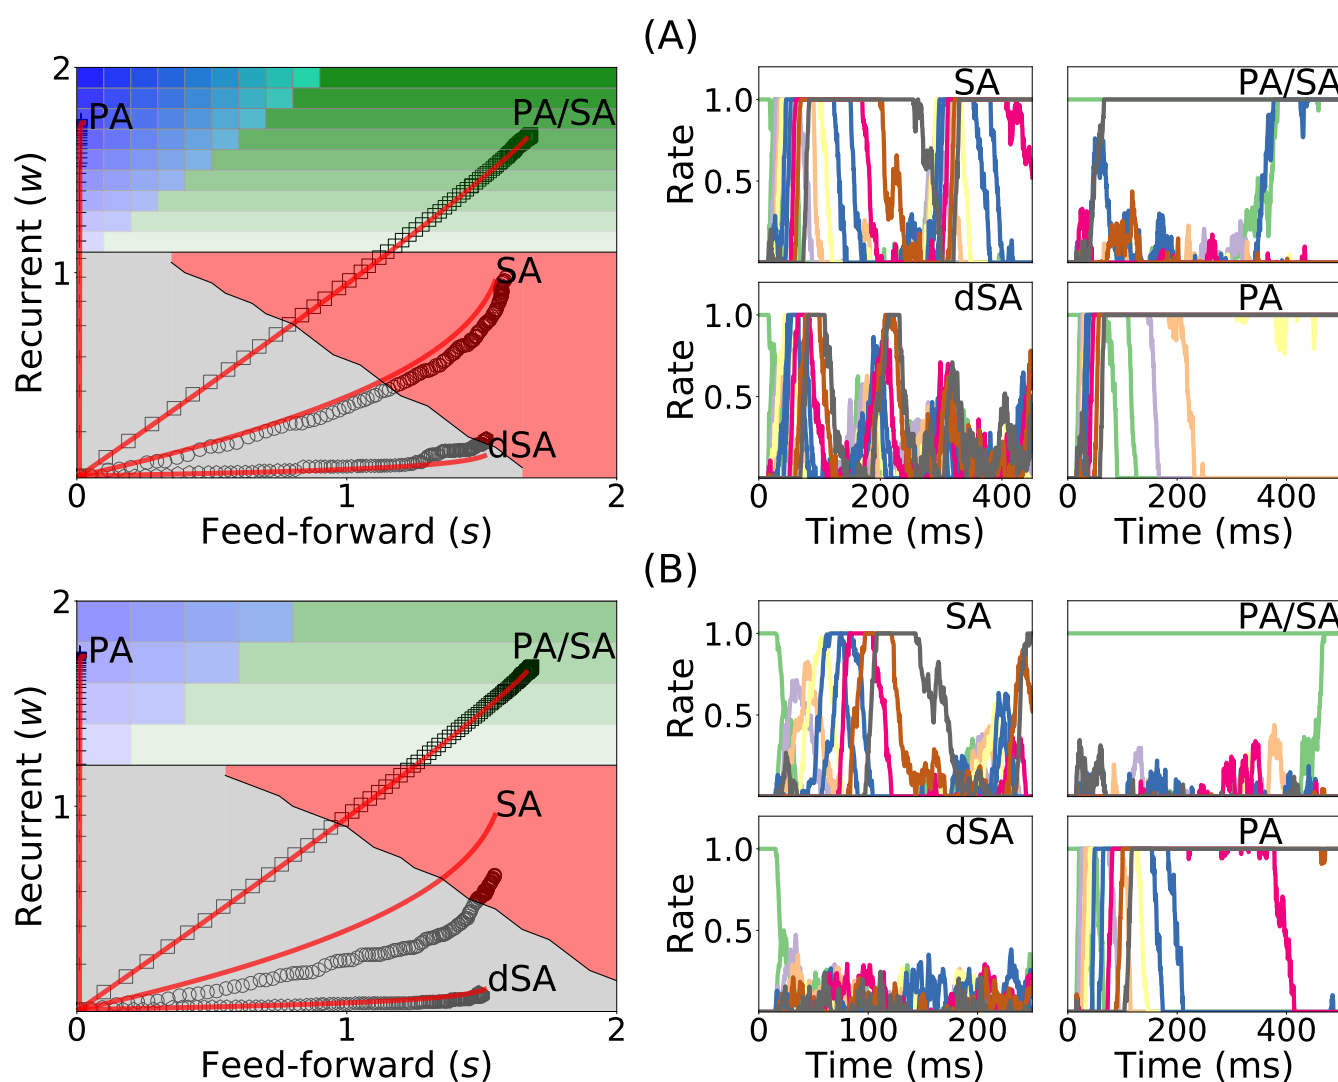 (A)
2
1
0
1
2
Recurrent (w)
Feed-forward (s)
PA
PA/SA
SA
dSA
SA
1.0
0.5
Rate
PA/SA
dSA
1.0
0.5
Rate
0
200
400
Time (ms)
PA
0
200
400
Time (ms)
(B)
2
1
0
1
2
Recurrent (w)
Feed-forward (s)
PA
PA/SA
SA
dSA
SA
1.0
0.5
Rate
PA/SA
dSA
1.0
0.5
Rate
0
100
200
Time (ms)
PA
0
200
400
Time (ms)